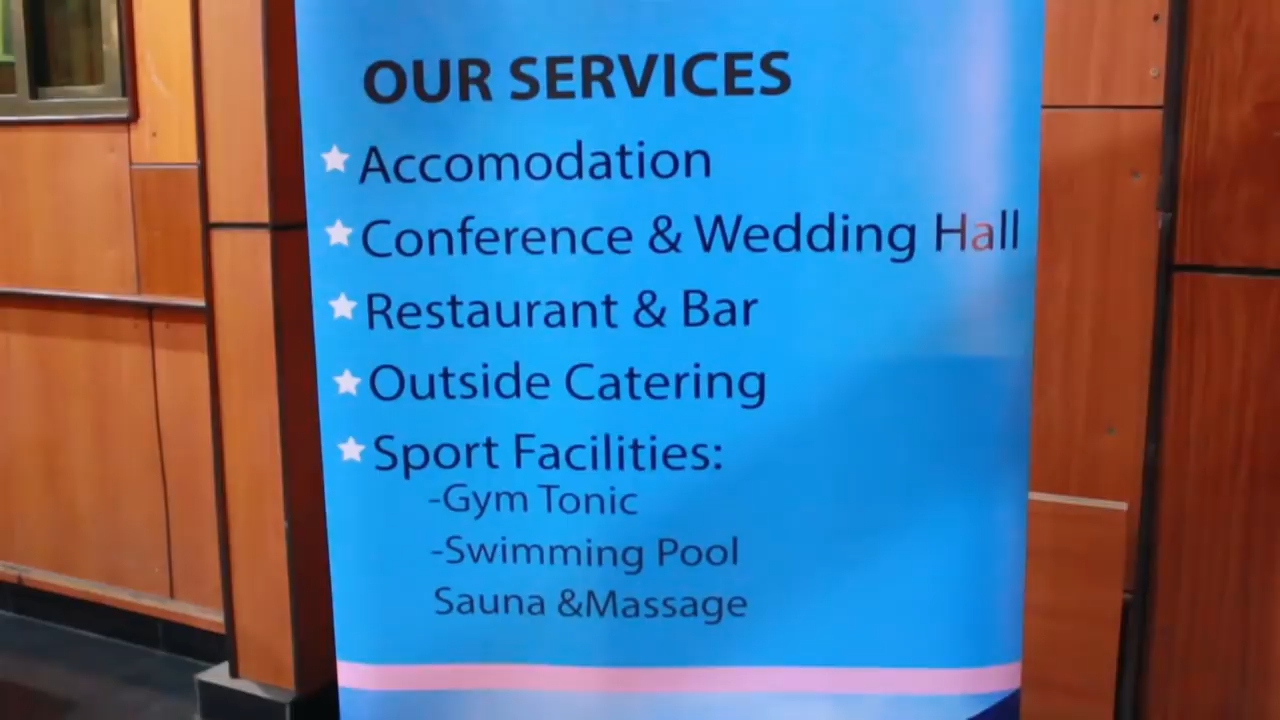 OUR SERVICES
Accomodation
Conference & Wedding Hall
Restaurant & Bar
Outside Catering
Sport Facilities:
-Gym Tonic
-Swimming Pool
Sauna &Massage